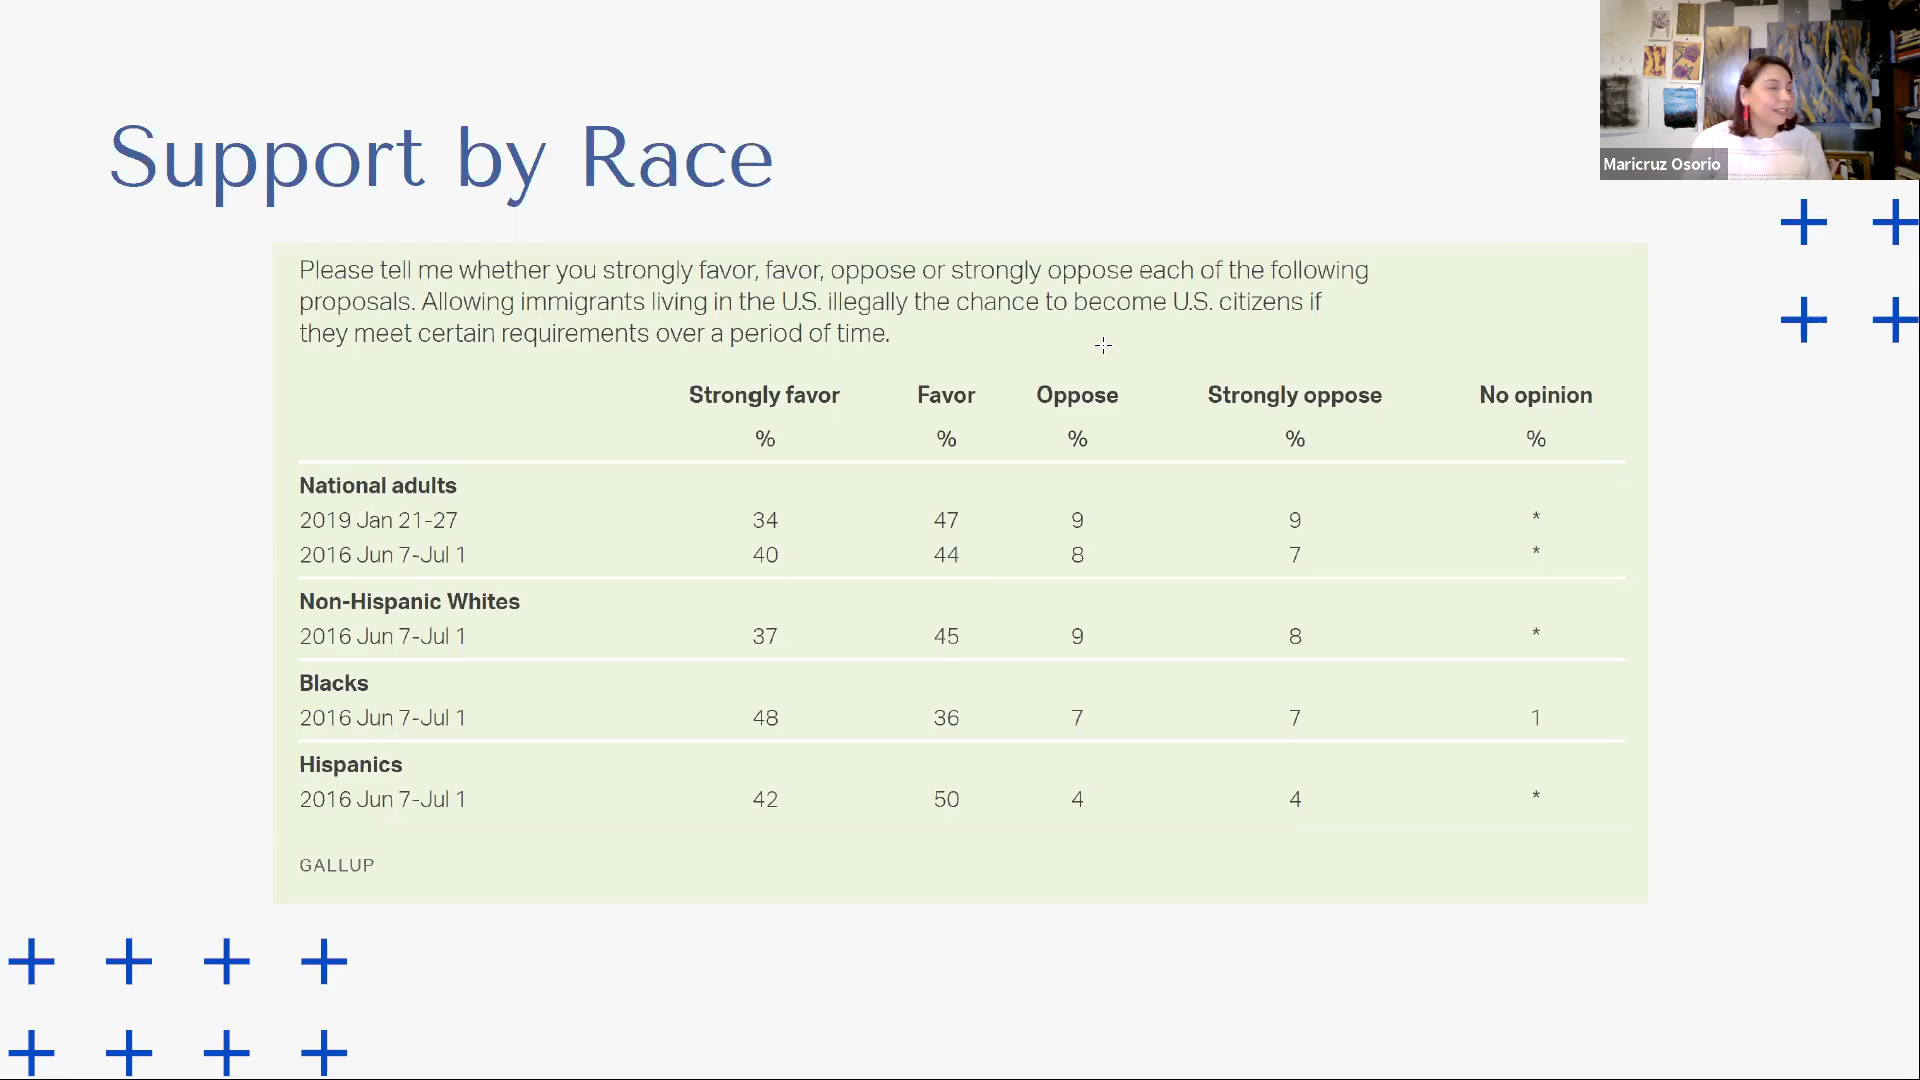 Support by Race
Maricruz Osorio
Please tell me whether you strongly favor, favor, oppose or strongly oppose each of the following
proposals. Allowing immigrants living in the U.S. illegally the chance to become U.S. citizens if
they meet certain requirements over a period of time.
Strongly favor Favor Oppose Strongly oppose No opinion
% % % % %
National adults
2019 Jan 21-27 34 47 9 9 *
2016 Jun 7-Jul 1 40 44 8 7 *
Non-Hispanic Whites
2016 Jun 7-Jul 1 37 45 9 8 *
Blacks
2016 Jun 7-Jul 1 48 36 7 7 1
Hispanics
2016 Jun 7-Jul 1 42 50 4 4 *
GALLUP